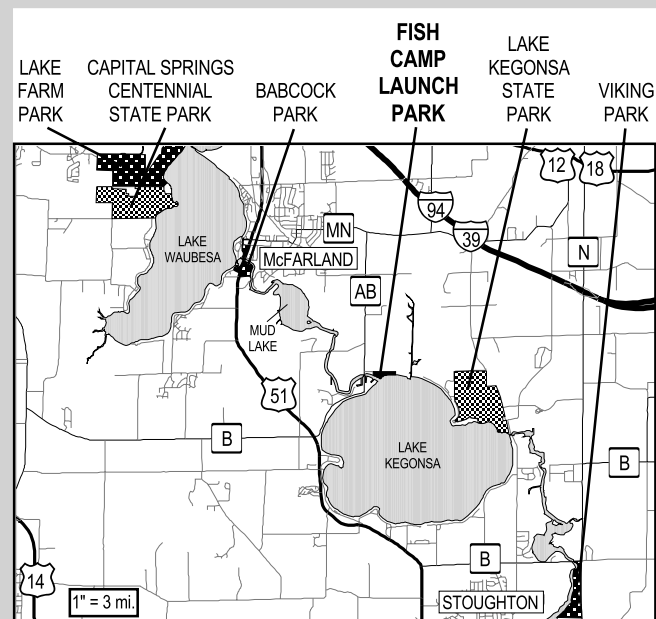 LAKE
FARM
PARK
CAPITAL SPRINGS
CENTENNIAL
STATE PARK
BABCOCK
PARK
FISH
CAMP
LAUNCH
PARK
LAKE
KEGONSA
STATE
PARK
VIKING
PARK
12
18
94
39
MN
N
LAKE
WAUBESA
McFARLAND
AB
MUD
LAKE
51
B
LAKE
KEGONSA
B
B
14
1" = 3 mi.
STOUGHTON